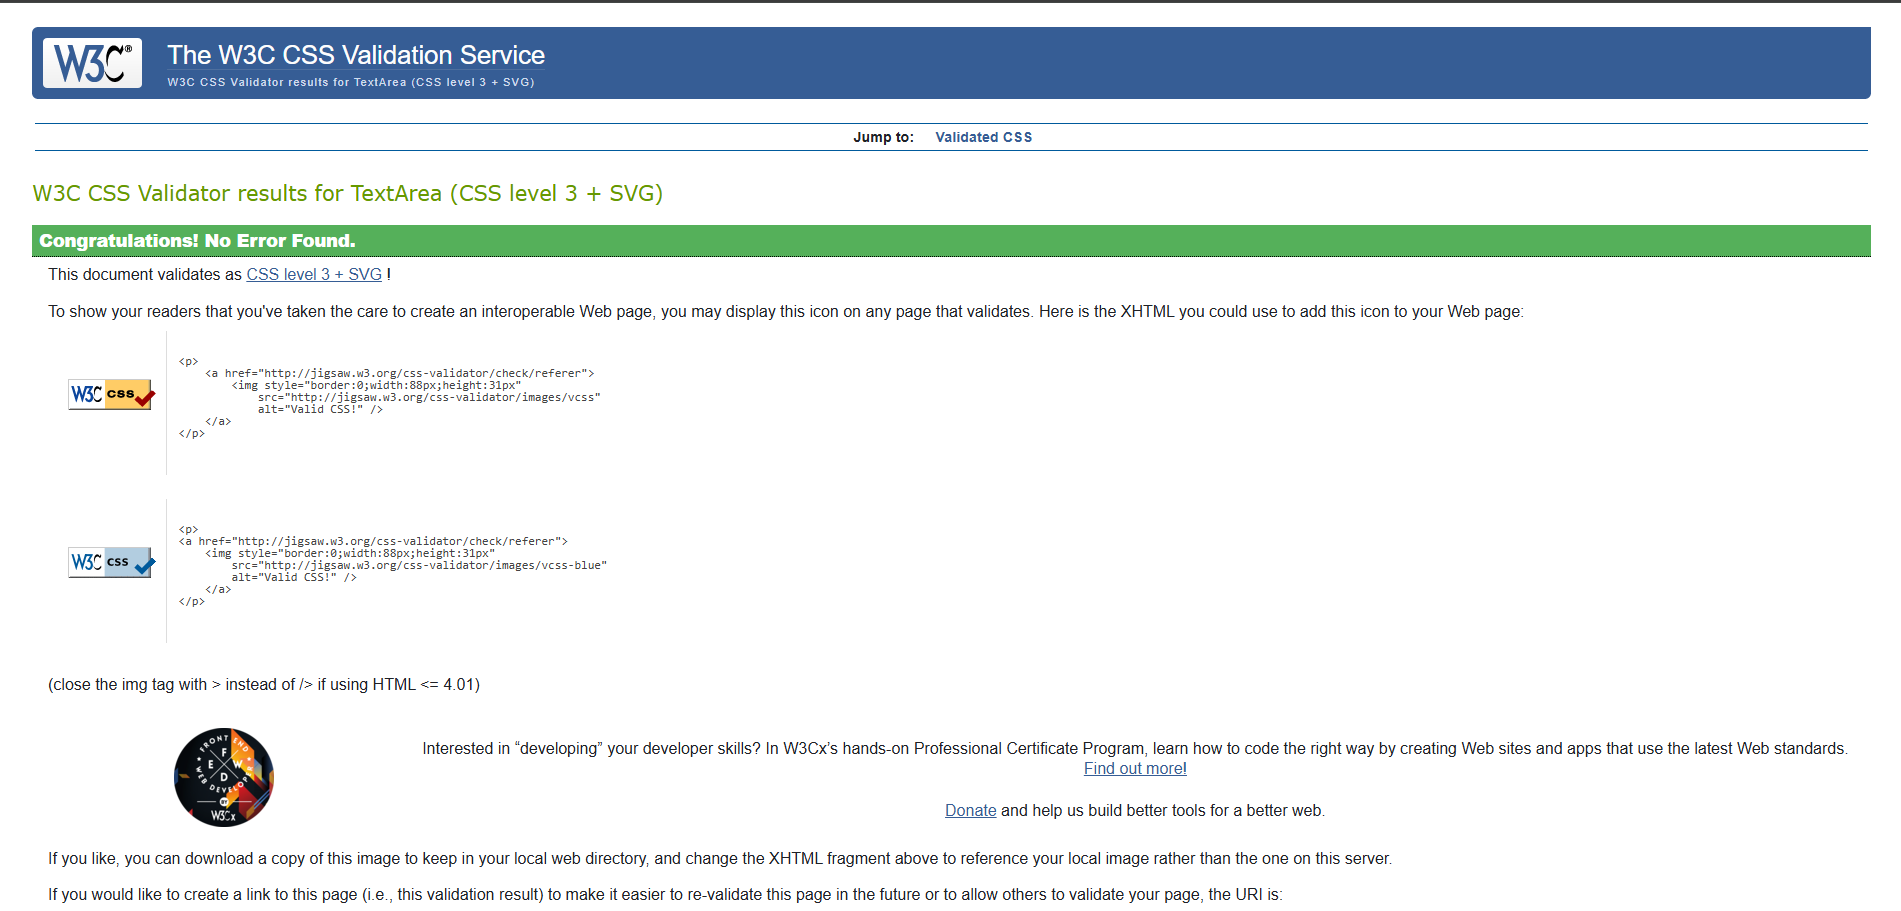 W3C®
The W3C CSS Validation Service
W3C CSS Validator results for TextArea (CSS level 3 + SVG)
Jump to: Validated CSS
W3C CSS Validator results for TextArea (CSS level 3 + SVG)
Congratulations! No Error Found.
This document validates as CSS level 3 + SVG !
To show your readers that you've taken the care to create an interoperable Web page, you may display this icon on any page that validates. Here is the XHTML you could use to add this icon to your Web page:
W3C css
<p>
    <a href="http://jigsaw.w3.org/css-validator/check/referer">
        <img style="border:0;width:88px;height:31px"
            src="http://jigsaw.w3.org/css-validator/images/vcss"
            alt="Valid CSS!" />
    </a>
</p>
W3C css
<p>
<a href="http://jigsaw.w3.org/css-validator/check/referer">
    <img style="border:0;width:88px;height:31px"
        src="http://jigsaw.w3.org/css-validator/images/vcss-blue"
        alt="Valid CSS!" />
    </a>
</p>
(close the img tag with > instead of /> if using HTML <= 4.01)
FRONT END
F E W D
WEB DEVELOPER
W3Cx
Interested in “developing” your developer skills? In W3Cx’s hands-on Professional Certificate Program, learn how to code the right way by creating Web sites and apps that use the latest Web standards.
Find out more!
Donate and help us build better tools for a better web.
If you like, you can download a copy of this image to keep in your local web directory, and change the XHTML fragment above to reference your local image rather than the one on this server.
If you would like to create a link to this page (i.e., this validation result) to make it easier to re-validate this page in the future or to allow others to validate your page, the URI is: